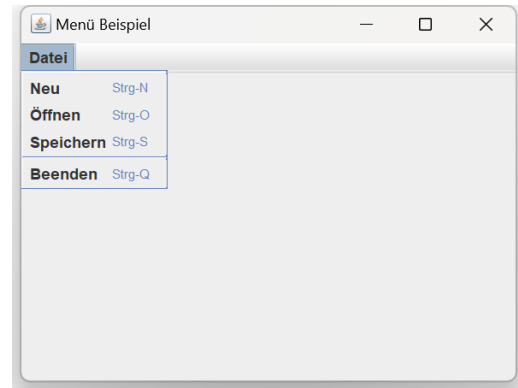 Menü Beispiel
Datei
Neu Strg-N
Öffnen Strg-O
Speichern Strg-S
Beenden Strg-Q